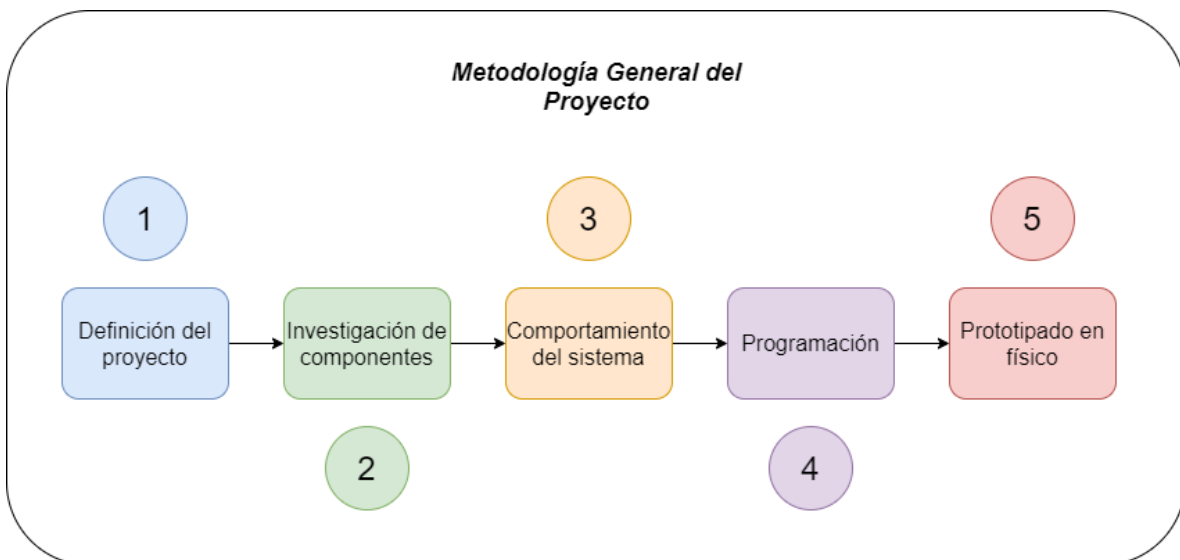 Metodología General del
Proyecto
1
3
5
Definición del
proyecto
Investigación de
componentes
Comportamiento
del sistema
Programación
Prototipado en
físico
2
4